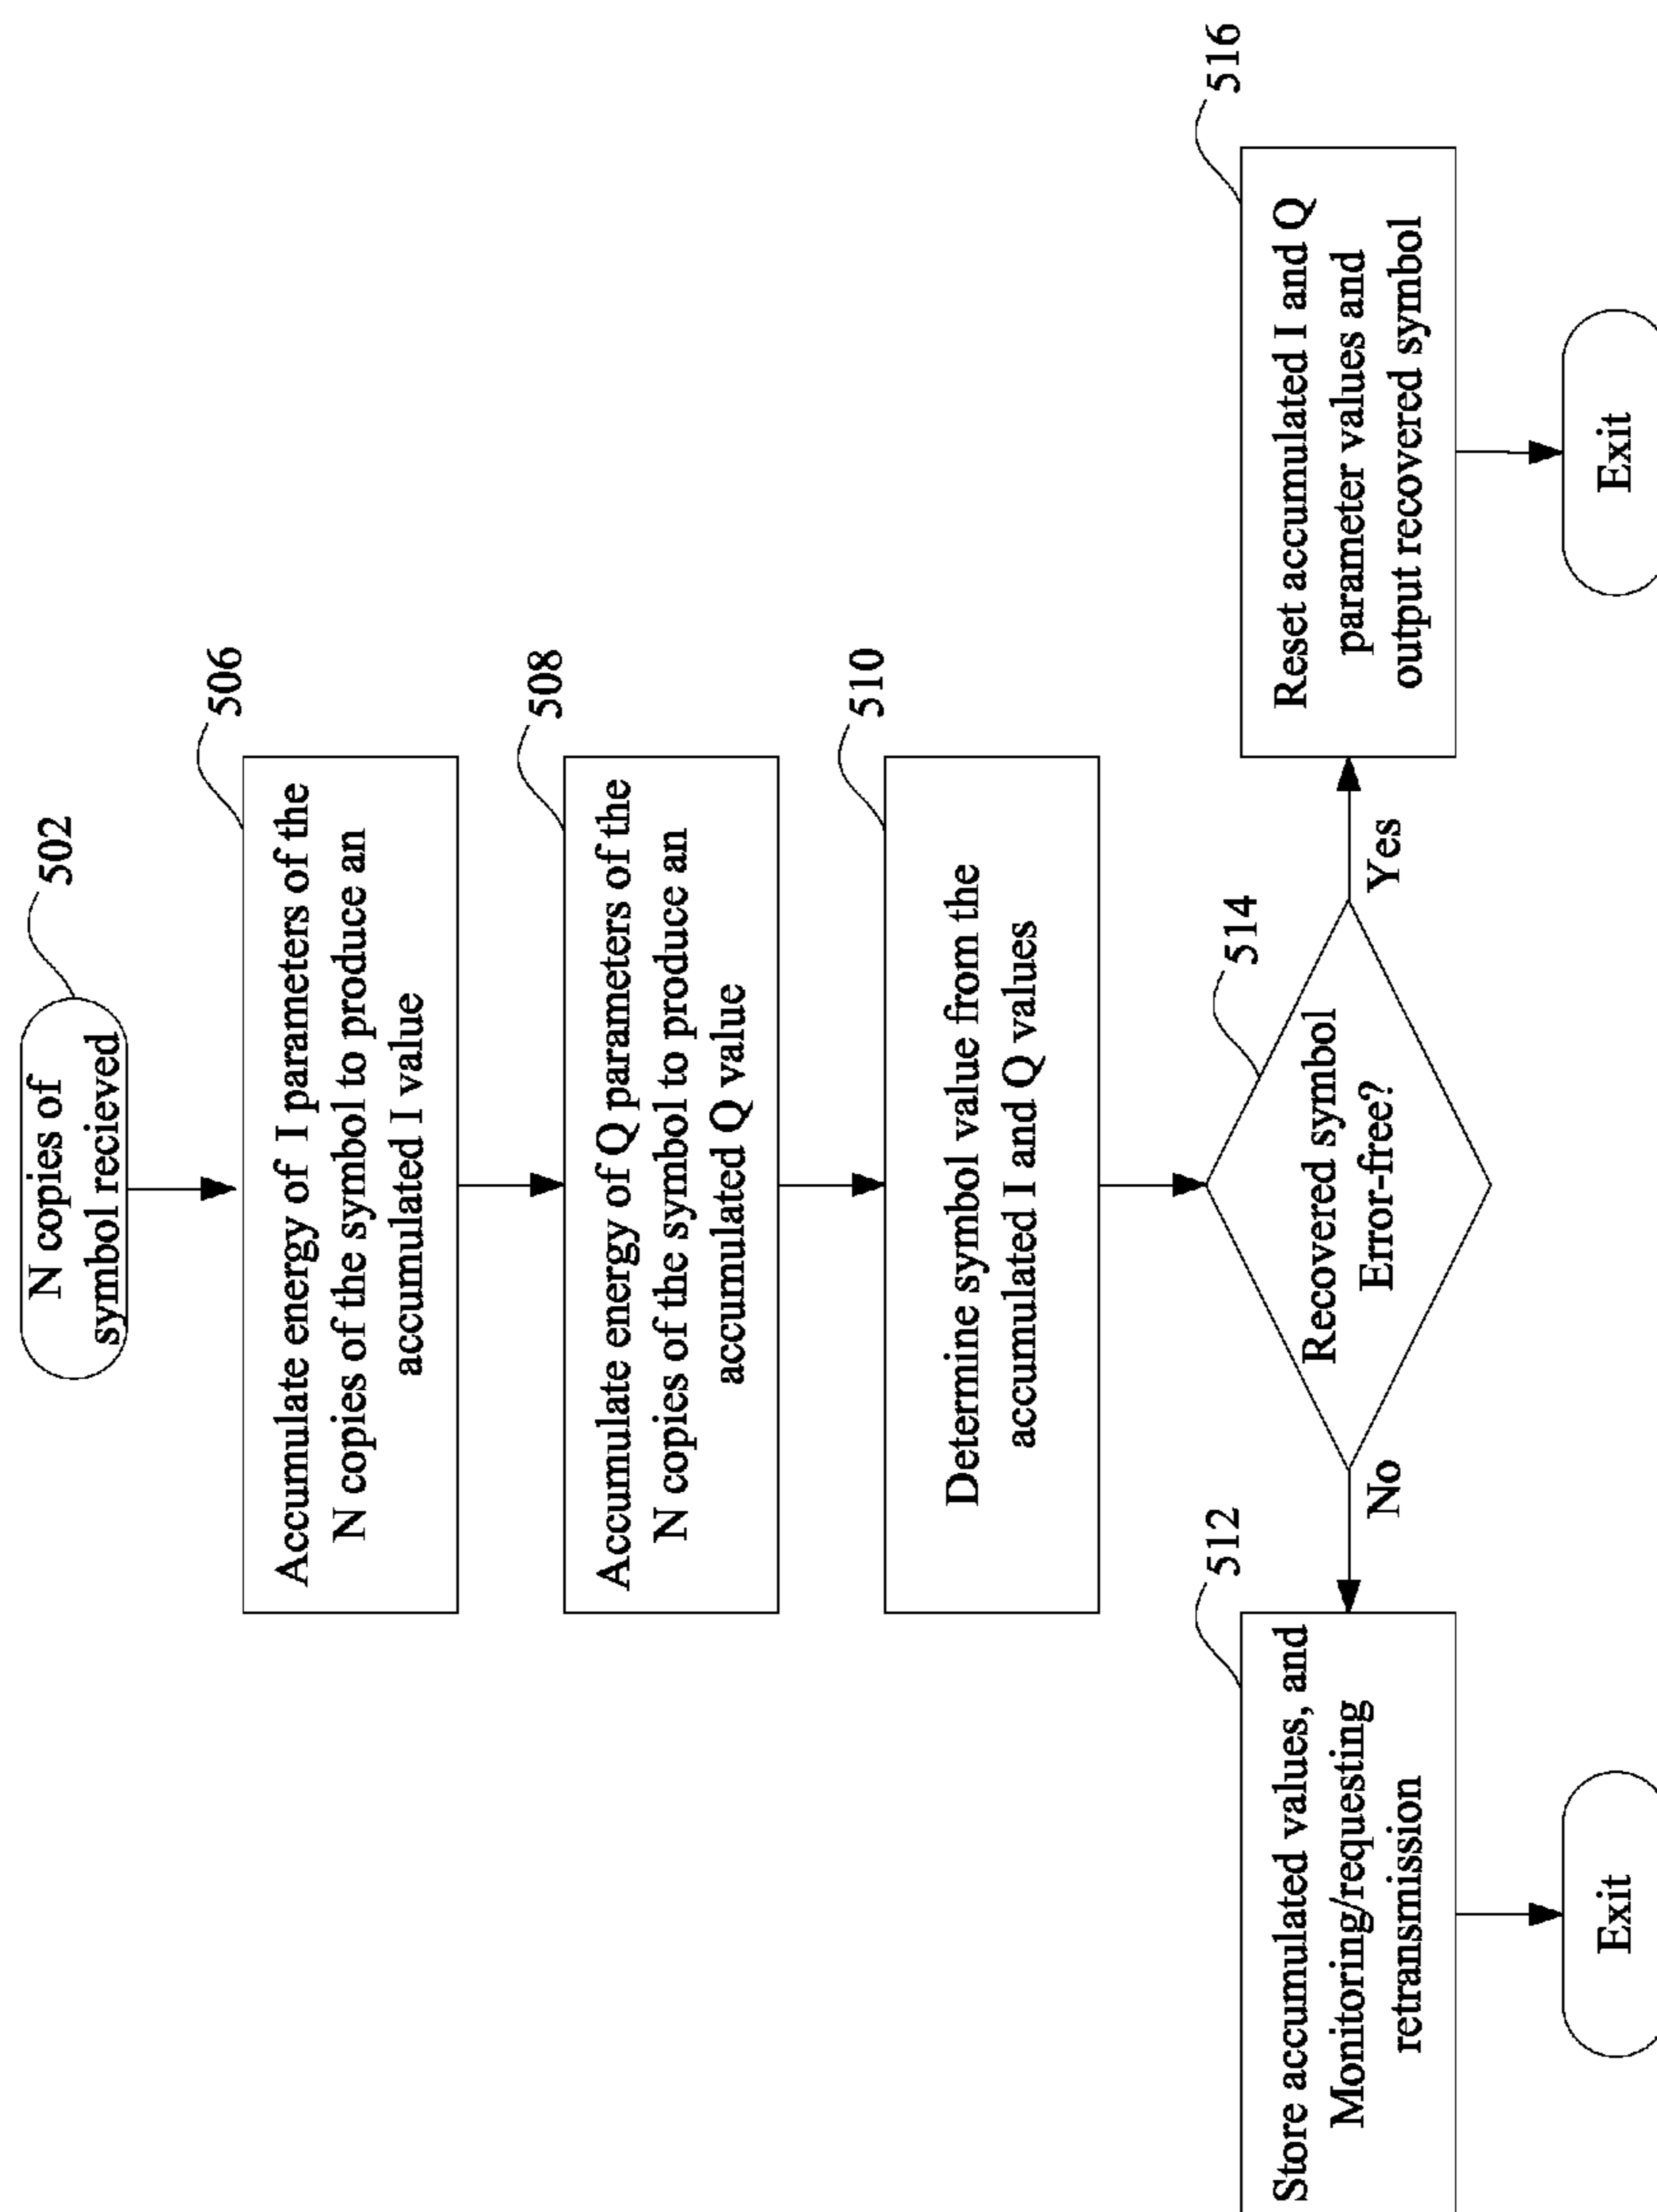 N copies of
symbol recieved
502
Accumulate energy of I parameters of the
N copies of the symbol to produce an
accumulated I value
506
Accumulate energy of Q parameters of the
N copies of the symbol to produce an
accumulated Q value
508
Determine symbol value from the
accumulated I and Q values
510
Recovered symbol
Error-free?
514
No
Yes
Store accumulated values, and
Monitoring/requesting
retransmission
512
Reset accumulated I and Q
parameter values and
output recovered symbol
516
Exit
Exit